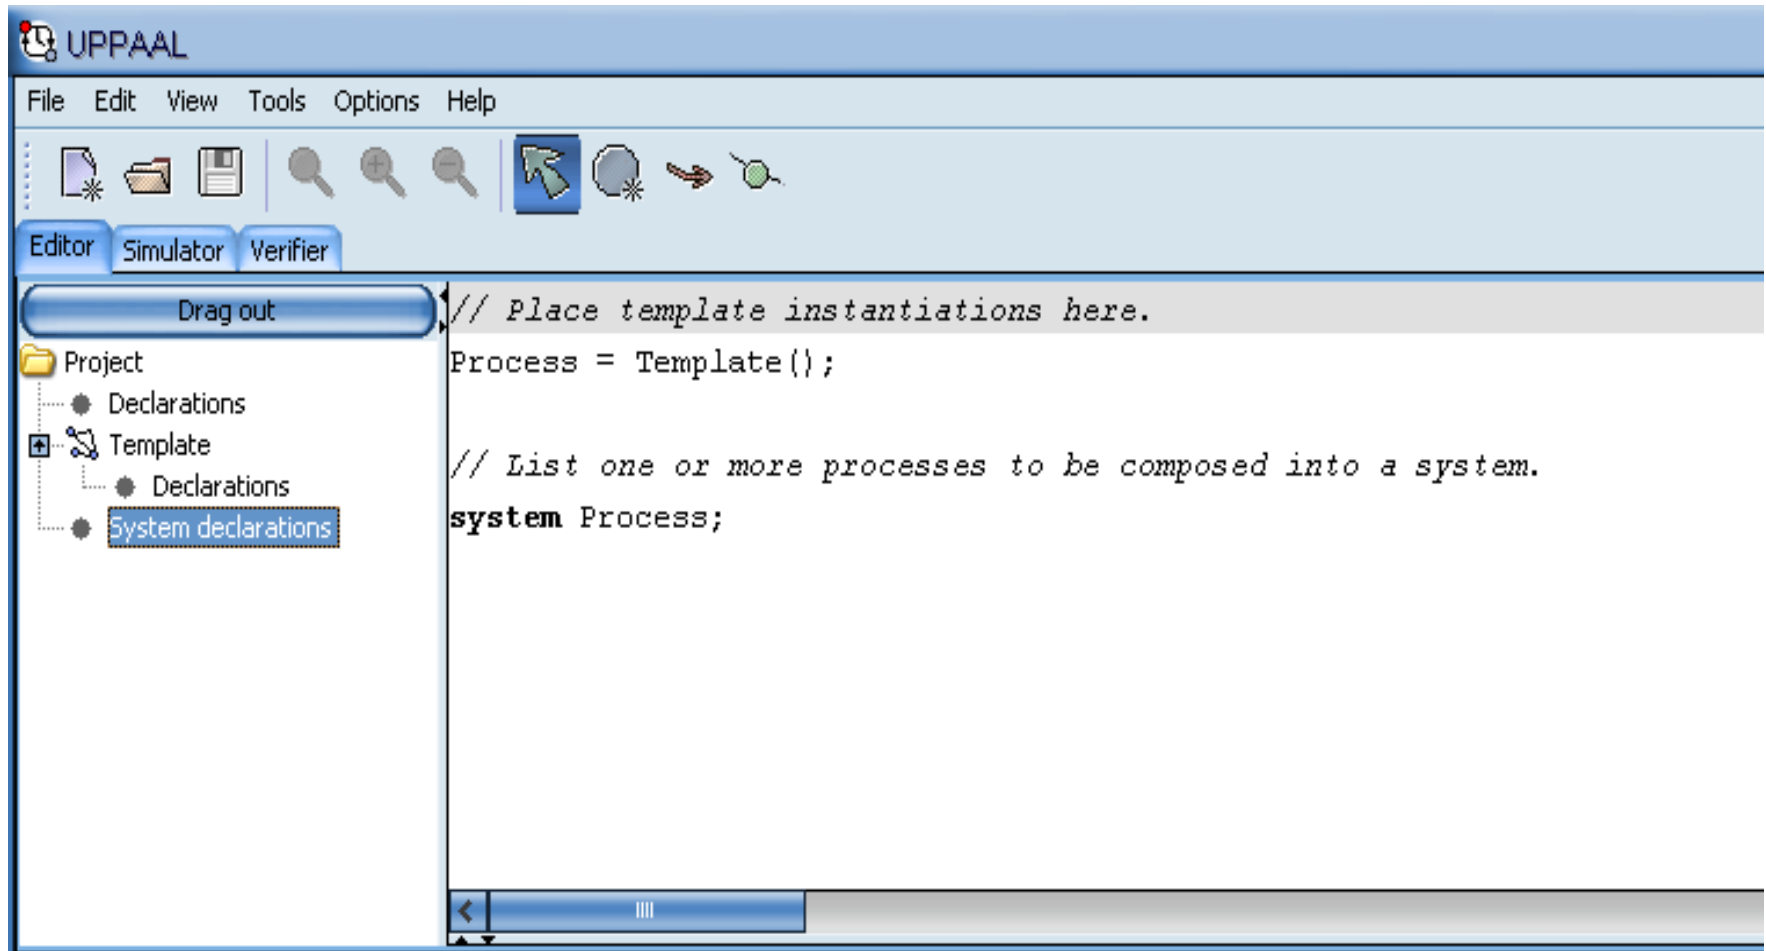 UPPAAL
File Edit View Tools Options Help
Editor Simulator Verifier
Drag out
Project
Declarations
Template
Declarations
System declarations
// Place template instantiations here.
Process = Template();
// List one or more processes to be composed into a system.
system Process;